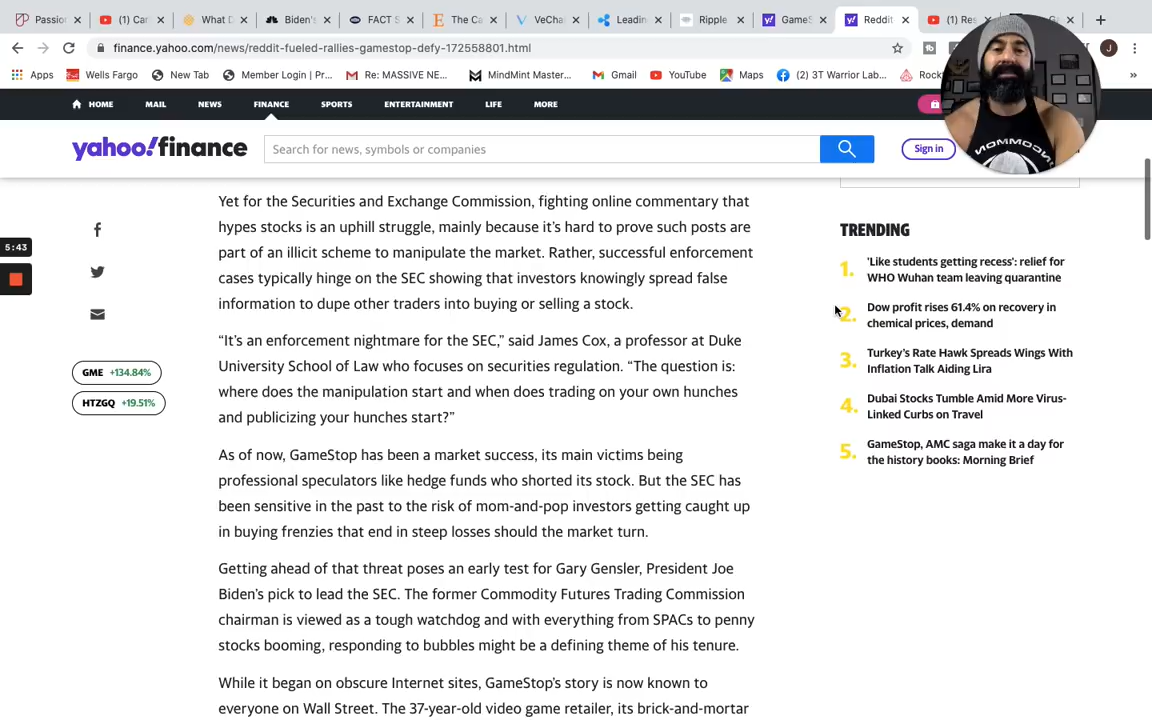 Passio
(1) Car
What D
Biden's
FACT S
The Ca
VeCha
Leadin
Ripple
GameS
Reddit
(1) Res
finance.yahoo.com/news/reddit-fueled-rallies-gamestop-defy-172558801.html
J
Apps
Wells Fargo
New Tab
Member Login | Pr...
Re: MASSIVE NE...
MindMint Master...
Gmail
YouTube
Maps
(2) 3T Warrior Lab...
Rock
»
HOME
MAIL
NEWS
FINANCE
SPORTS
ENTERTAINMENT
LIFE
MORE
yahoo!finance
Search for news, symbols or companies
Sign in
UNCOMMON
5:43
GME +134.84%
HTZGQ +19.51%
Yet for the Securities and Exchange Commission, fighting online commentary that
hypes stocks is an uphill struggle, mainly because it's hard to prove such posts are
part of an illicit scheme to manipulate the market. Rather, successful enforcement
cases typically hinge on the SEC showing that investors knowingly spread false
information to dupe other traders into buying or selling a stock.
“It's an enforcement nightmare for the SEC,” said James Cox, a professor at Duke
University School of Law who focuses on securities regulation. “The question is:
where does the manipulation start and when does trading on your own hunches
and publicizing your hunches start?”
As of now, GameStop has been a market success, its main victims being
professional speculators like hedge funds who shorted its stock. But the SEC has
been sensitive in the past to the risk of mom-and-pop investors getting caught up
in buying frenzies that end in steep losses should the market turn.
Getting ahead of that threat poses an early test for Gary Gensler, President Joe
Biden's pick to lead the SEC. The former Commodity Futures Trading Commission
chairman is viewed as a tough watchdog and with everything from SPACs to penny
stocks booming, responding to bubbles might be a defining theme of his tenure.
While it began on obscure Internet sites, GameStop's story is now known to
everyone on Wall Street. The 37-year-old video game retailer, its brick-and-mortar
TRENDING
1. 'Like students getting recess': relief for
WHO Wuhan team leaving quarantine
2. Dow profit rises 61.4% on recovery in
chemical prices, demand
3. Turkey's Rate Hawk Spreads Wings With
Inflation Talk Aiding Lira
4. Dubai Stocks Tumble Amid More Virus-
Linked Curbs on Travel
5. GameStop, AMC saga make it a day for
the history books: Morning Brief